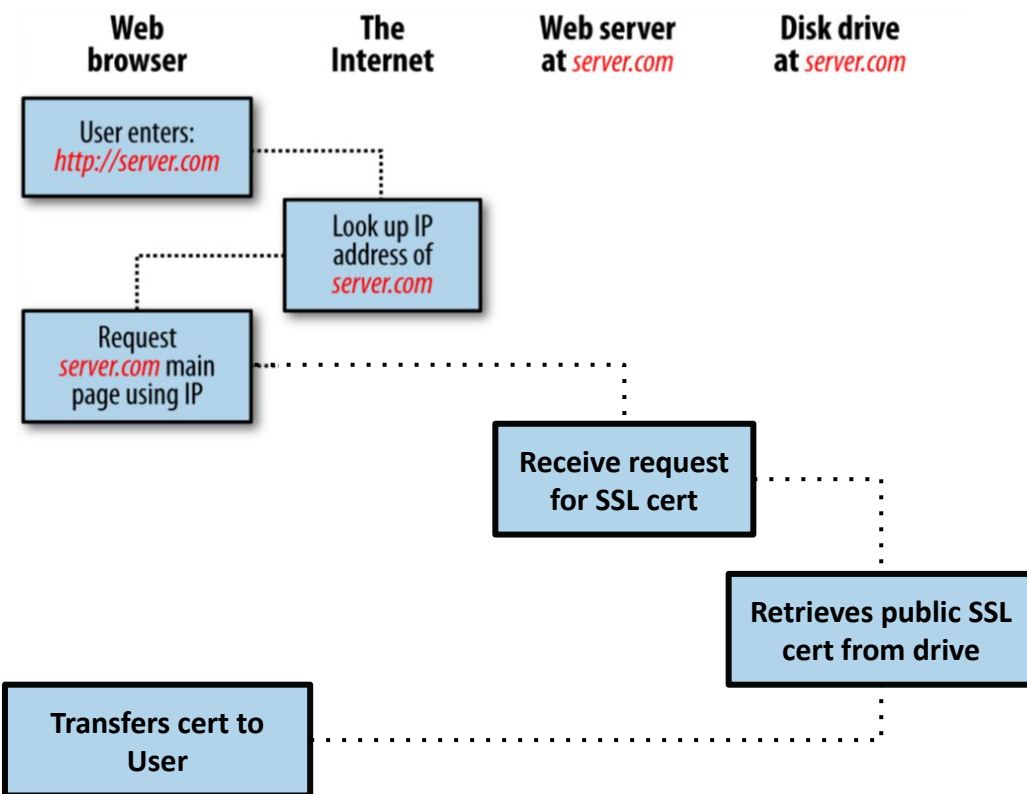 Web
browser
The
Internet
Web server
at server.com
Disk drive
at server.com
User enters:
http://server.com
Look up IP
address of
server.com
Request
server.com main
page using IP
Receive request
for SSL cert
Retrieves public SSL
cert from drive
Transfers cert to
User